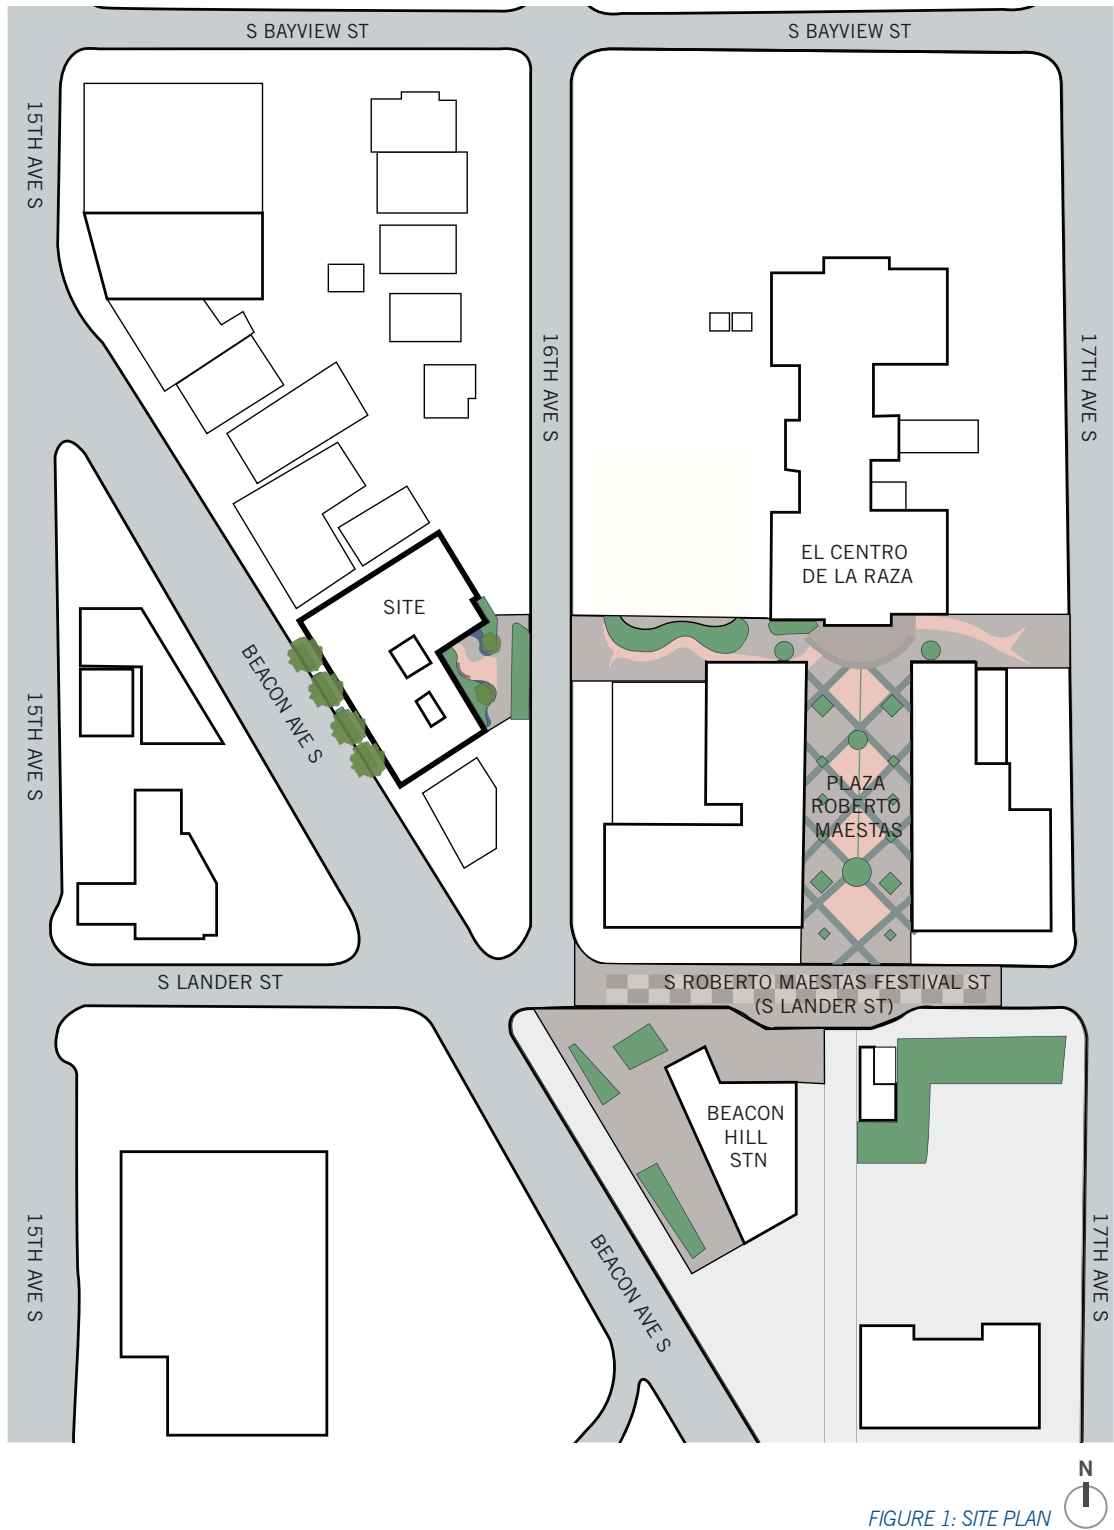 S BAYVIEW ST
S BAYVIEW ST
15TH AVE S
16TH AVE S
17TH AVE S
EL CENTRO
DE LA RAZA
SITE
BEACON AVE S
15TH AVE S
PLAZA
ROBERTO
MAESTAS
S LANDER ST
S ROBERTO MAESTAS FESTIVAL ST
(S LANDER ST)
BEACON
HILL
STN
15TH AVE S
BEACON AVE S
17TH AVE S
N
FIGURE 1: SITE PLAN